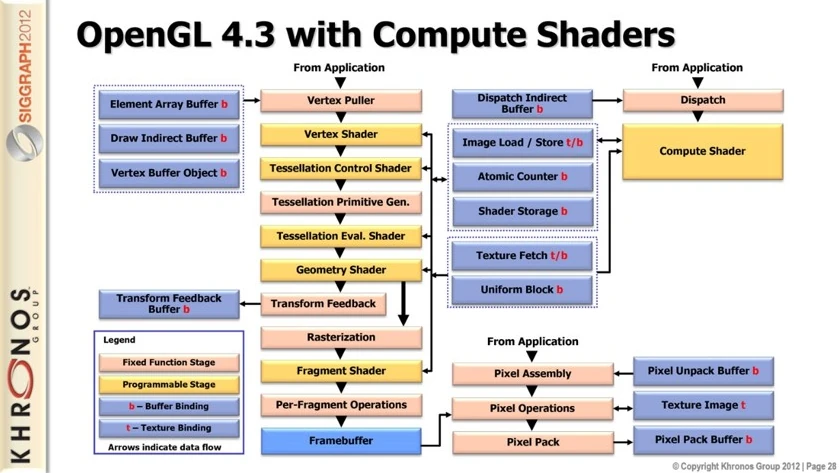 SIGGRAPH2012
KHRONOS
GROUP
OpenGL 4.3 with Compute Shaders
From Application
Element Array Buffer b
Draw Indirect Buffer b
Vertex Buffer Object b
Vertex Puller
Vertex Shader
Tessellation Control Shader
Tessellation Primitive Gen.
Tessellation Eval. Shader
Geometry Shader
Transform Feedback
Buffer b
Transform Feedback
Rasterization
Fragment Shader
Per-Fragment Operations
Framebuffer
From Application
Dispatch Indirect
Buffer b
Dispatch
Image Load / Store t/b
Atomic Counter b
Shader Storage b
Compute Shader
Texture Fetch t/b
Uniform Block b
Legend
Fixed Function Stage
Programmable Stage
b – Buffer Binding
t – Texture Binding
Arrows indicate data flow
From Application
Pixel Assembly
Pixel Operations
Pixel Pack
Pixel Unpack Buffer b
Texture Image t
Pixel Pack Buffer b
© Copyright Khronos Group 2012 | Page 28